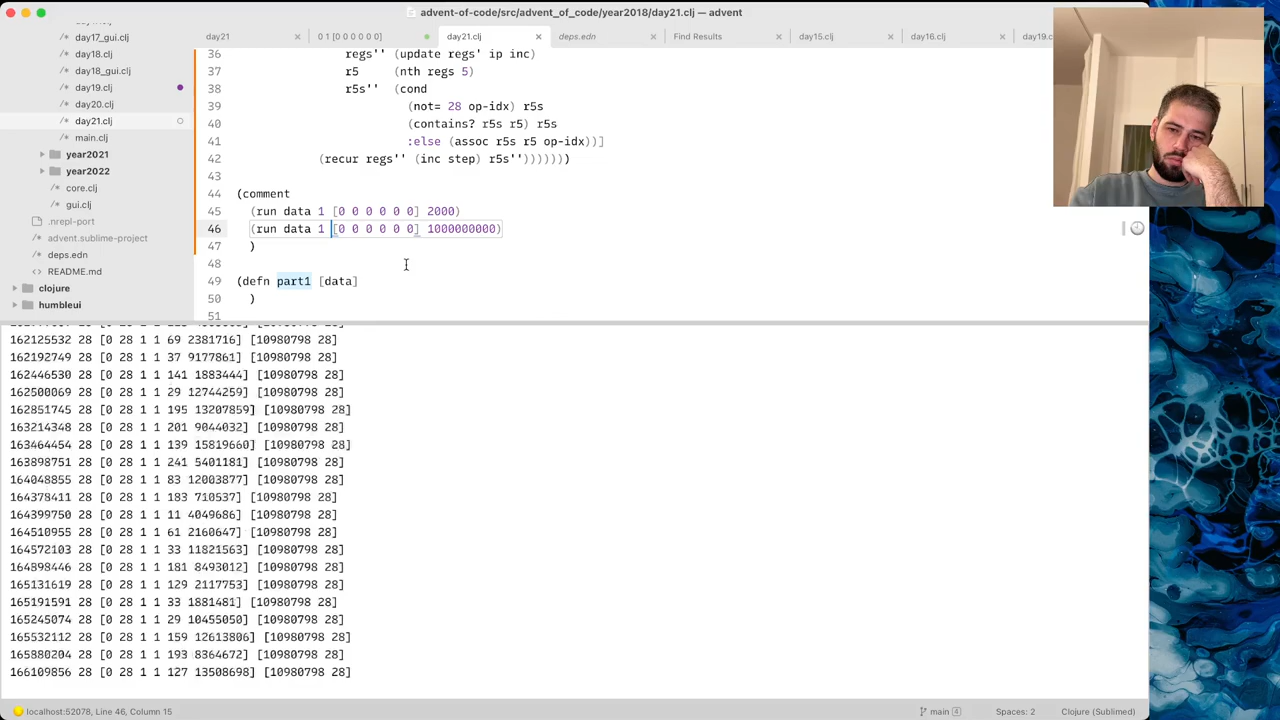 advent-of-code/src/advent_of_code/year2018/day21.clj — advent
day21
0 1 [0 0 0 0 0 0]
day21.clj
deps.edn
Find Results
day15.clj
day16.clj
day19.cl
/* day17_gui.clj
/* day18.clj
/* day18_gui.clj
/* day19.clj
/* day20.clj
/* day21.clj
/* main.clj
year2021
year2022
/* core.clj
/* gui.clj
.nrepl-port
advent.sublime-project
deps.edn
README.md
clojure
humbleui
36 regs'' (update regs' ip inc)
37 r5 (nth regs 5)
38 r5s'' (cond
39 (not= 28 op-idx) r5s
40 (contains? r5s r5) r5s
41 :else (assoc r5s r5 op-idx))]
42 (recur regs'' (inc step) r5s''))))))
43
44 (comment
45 (run data 1 [0 0 0 0 0 0] 2000)
46 (run data 1 [0 0 0 0 0 0] 1000000000)
47 )
48
49 (defn part1 [data]
50 )
51
162125532 28 [0 28 1 1 69 2381716] [10980798 28]
162192749 28 [0 28 1 1 37 9177861] [10980798 28]
162446530 28 [0 28 1 1 141 1883444] [10980798 28]
162500069 28 [0 28 1 1 29 12744259] [10980798 28]
162851745 28 [0 28 1 1 195 13207859] [10980798 28]
163214348 28 [0 28 1 1 201 9044032] [10980798 28]
163464454 28 [0 28 1 1 139 15819660] [10980798 28]
163898751 28 [0 28 1 1 241 5401181] [10980798 28]
164048855 28 [0 28 1 1 83 12003877] [10980798 28]
164378411 28 [0 28 1 1 183 710537] [10980798 28]
164399750 28 [0 28 1 1 11 4049686] [10980798 28]
164510955 28 [0 28 1 1 61 2160647] [10980798 28]
164572103 28 [0 28 1 1 33 11821563] [10980798 28]
164898446 28 [0 28 1 1 181 8493012] [10980798 28]
165131619 28 [0 28 1 1 129 2117753] [10980798 28]
165191591 28 [0 28 1 1 33 1881481] [10980798 28]
165245074 28 [0 28 1 1 29 10455050] [10980798 28]
165532112 28 [0 28 1 1 159 12613806] [10980798 28]
165880204 28 [0 28 1 1 193 8364672] [10980798 28]
166109856 28 [0 28 1 1 127 13508698] [10980798 28]
localhost:52078, Line 46, Column 15
main 4
Spaces: 2
Clojure (Sublimed)